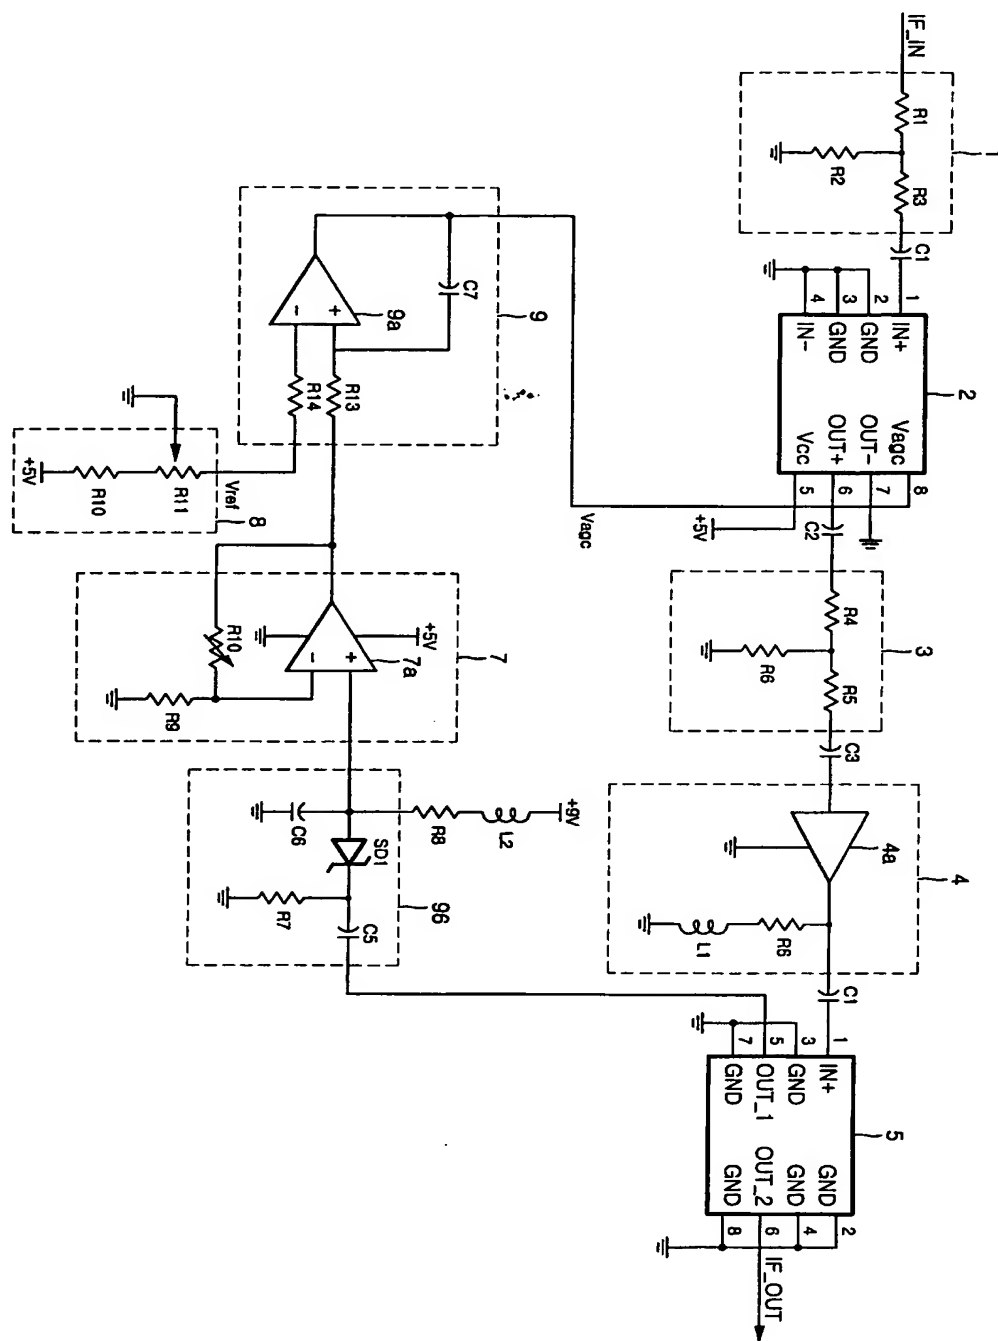 IF_IN
R1
R2
R3
1
C1
1
2
3
4
IN+
GND
GND
IN-
Vagc
OUT-
OUT+
Vcc
8
7
6
5
2
+5V
Vagc
C2
R4
R6
R5
3
C3
4a
R6
L1
4
C1
1
3
5
7
IN+
GND
OUT_1
GND
GND
GND
OUT_2
GND
2
4
6
8
5
IF_OUT
C5
R7
SD1
C6
96
R8
L2
+9V
7a
+
-
+5V
R10
R9
7
Vref
R11
R10
+5V
8
R13
R14
+
-
9a
C7
9